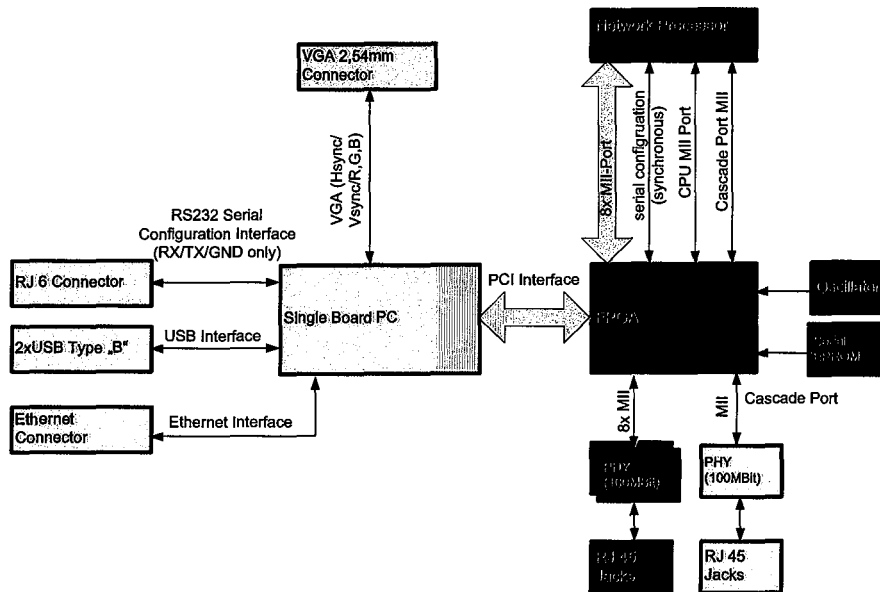 Network Processor
VGA 2,54mm
Connector
VGA (Hsync/
Vsync/R,G,B)
8x MII-Port
serial configruation
(synchronous)
CPU MII Port
Cascade Port MII
RS232 Serial
Configuration Interface
(RX/TX/GND only)
RJ 6 Connector
Single Board PC
PCI Interface
FPGA
Oscillator
2xUSB Type „B"
USB Interface
Serial
EPROM
Ethernet
Connector
Ethernet Interface
8x MII
MII
Cascade Port
PHY
(100MBit)
PHY
(100MBit)
RJ 45
Jacks
RJ 45
Jacks